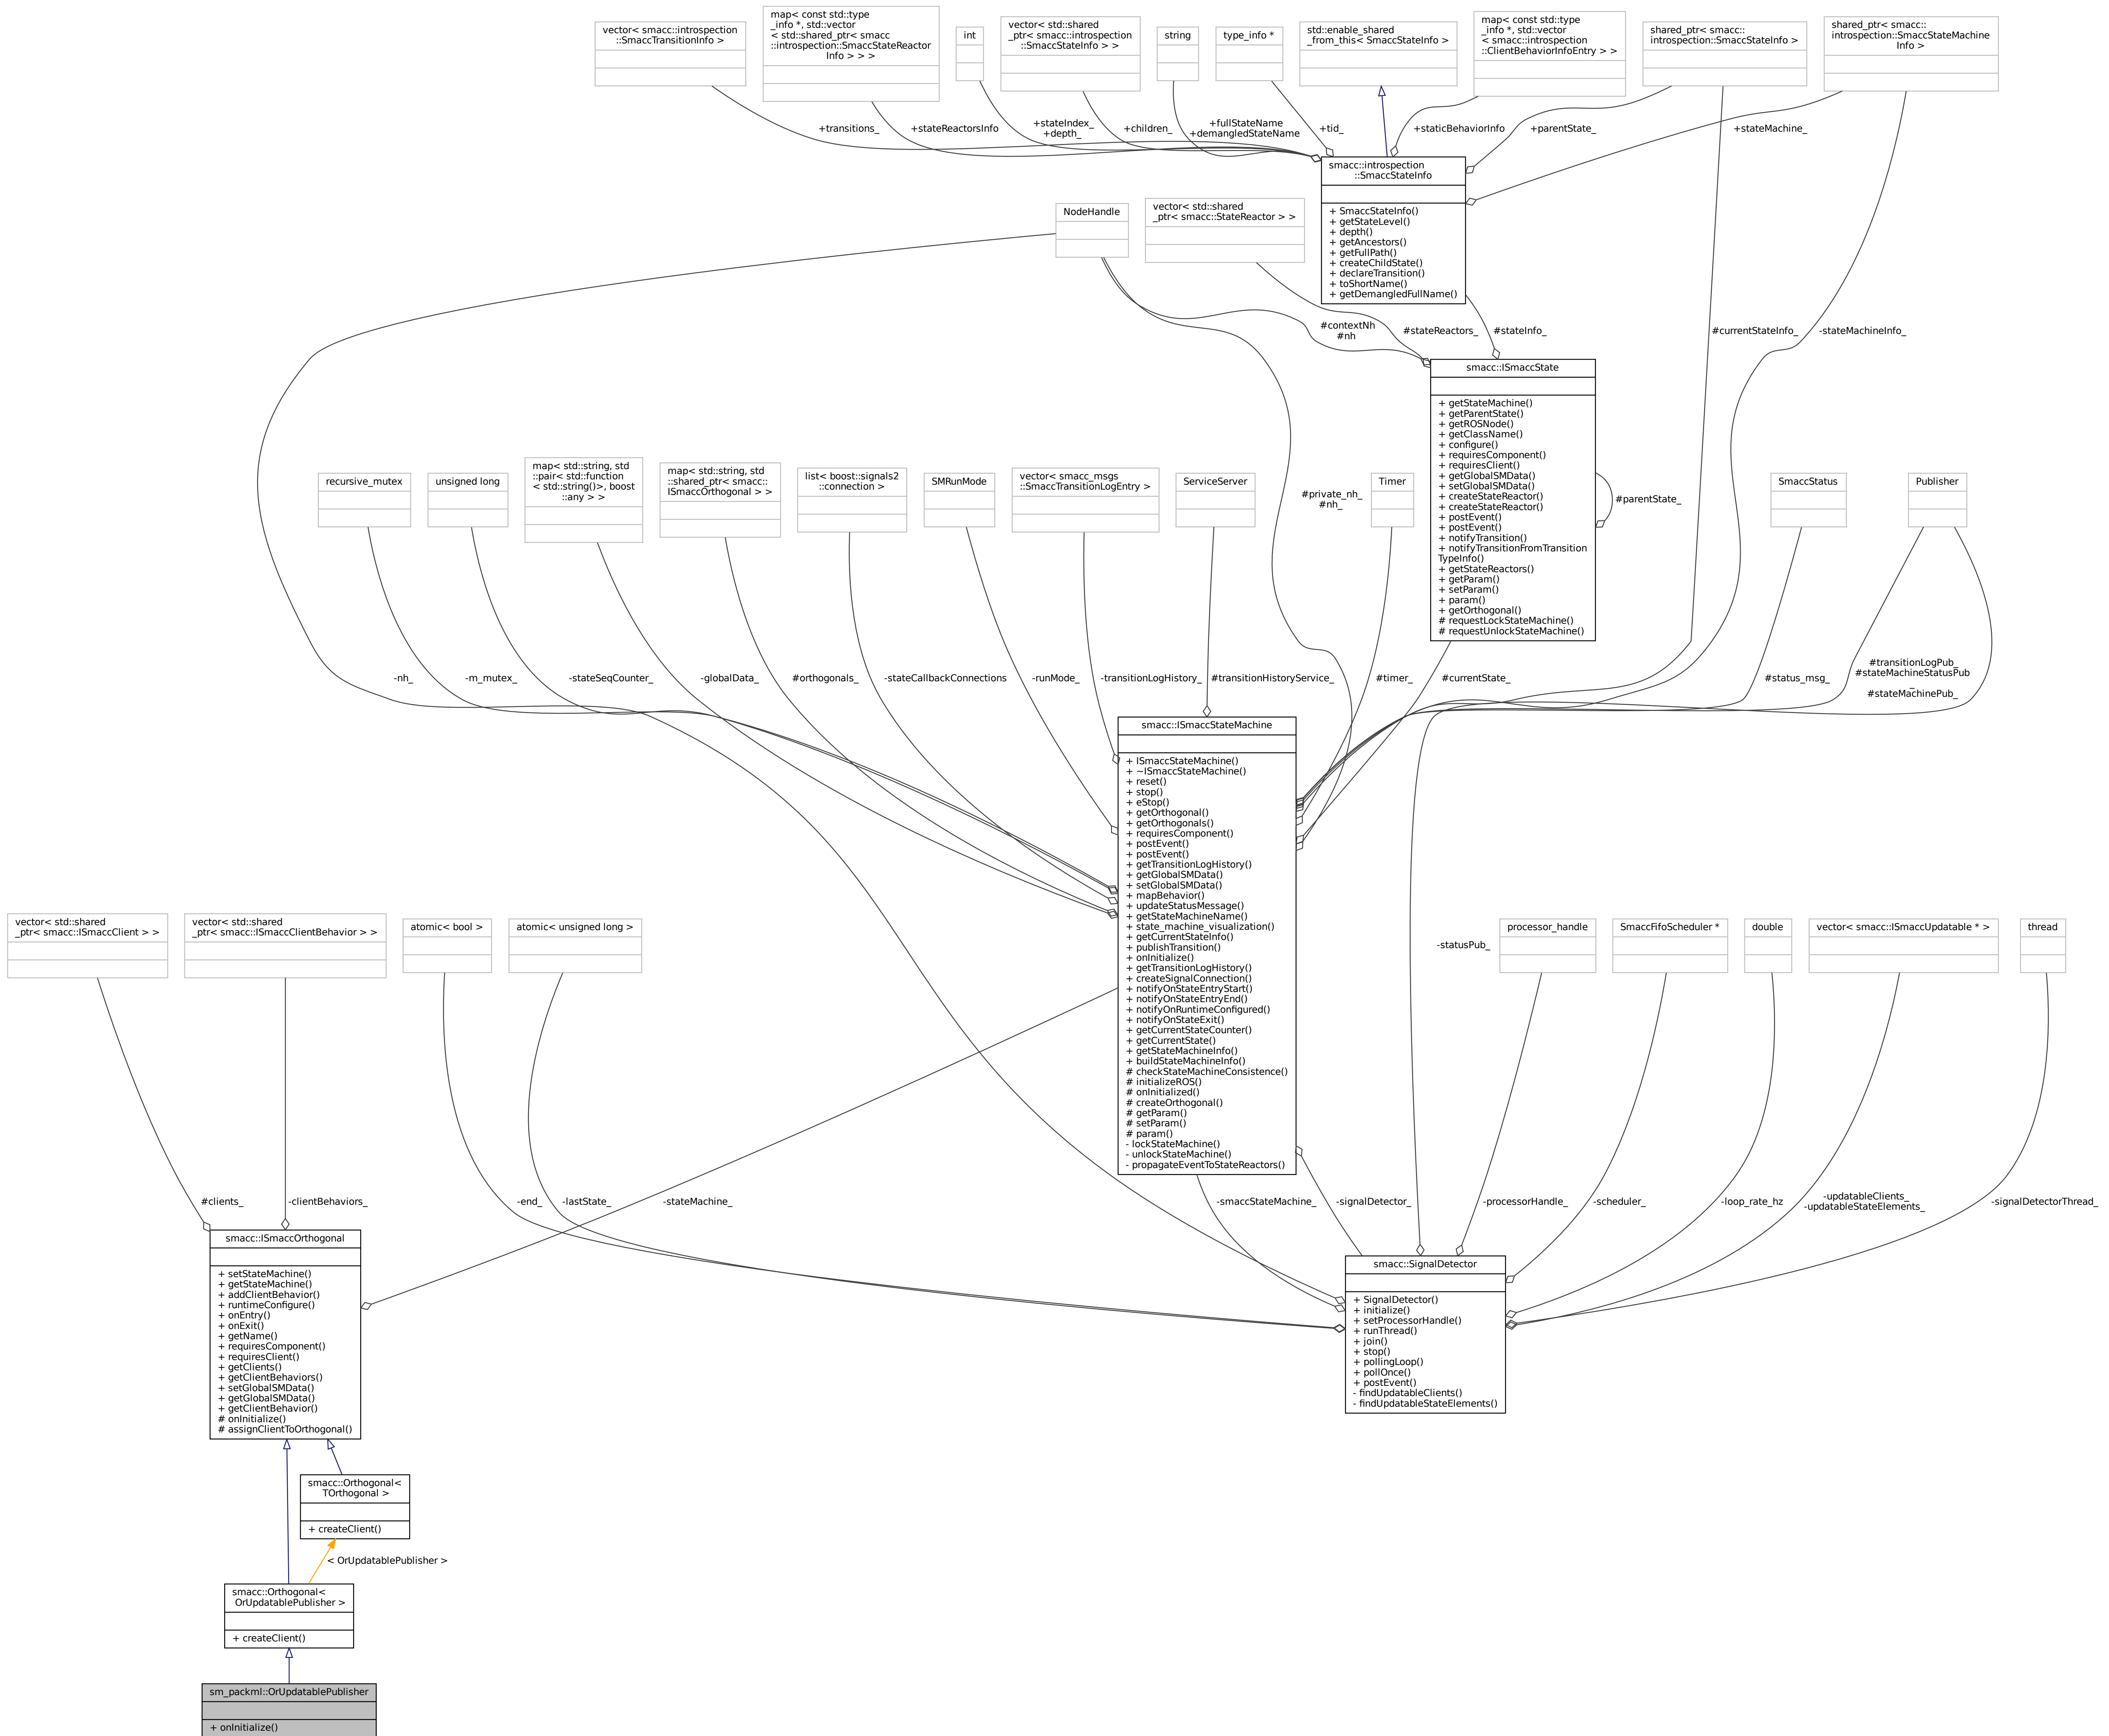 vector< smacc::introspection
::SmaccTransitionInfo >
map< const std::type
_info *, std::vector
< std::shared_ptr< smacc
::introspection::SmaccStateReactor
Info > > >
int
vector< std::shared
_ptr< smacc::introspection
::SmaccStateInfo > >
string
type_info *
std::enable_shared
_from_this< SmaccStateInfo >
map< const std::type
_info *, std::vector
< smacc::introspection
::ClientBehaviorInfoEntry > >
shared_ptr< smacc::
introspection::SmaccStateInfo >
shared_ptr< smacc::
introspection::SmaccStateMachine
Info >
+transitions_
+stateReactorsInfo
+stateIndex_
+depth_
+children_
+fullStateName
+demangledStateName
+tid_
+staticBehaviorInfo
+parentState_
+stateMachine_
smacc::introspection
::SmaccStateInfo
+ SmaccStateInfo()
+ getStateLevel()
+ depth()
+ getAncestors()
+ getFullPath()
+ createChildState()
+ declareTransition()
+ toShortName()
+ getDemangledFullName()
NodeHandle
vector< std::shared
_ptr< smacc::StateReactor > >
#contextNh
#nh
#stateReactors_
#stateInfo_
#currentStateInfo_
-stateMachineInfo_
smacc::ISmaccState
+ getStateMachine()
+ getParentState()
+ getROSNode()
+ getClassName()
+ configure()
+ requiresComponent()
+ requiresClient()
+ getGlobalSMData()
+ setGlobalSMData()
+ createStateReactor()
+ createStateReactor()
+ postEvent()
+ postEvent()
+ notifyTransition()
+ notifyTransitionFromTransition
TypeInfo()
+ getStateReactors()
+ getParam()
+ setParam()
+ param()
+ getOrthogonal()
# requestLockStateMachine()
# requestUnlockStateMachine()
#parentState_
recursive_mutex
unsigned long
map< std::string, std
::pair< std::function
< std::string()>, boost
::any > >
map< std::string, std
::shared_ptr< smacc::
ISmaccOrthogonal > >
list< boost::signals2
::connection >
SMRunMode
vector< smacc_msgs
::SmaccTransitionLogEntry >
ServiceServer
#private_nh_
#nh_
Timer
SmaccStatus
Publisher
-nh_
-m_mutex_
-stateSeqCounter_
-globalData_
#orthogonals_
-stateCallbackConnections
-runMode_
-transitionLogHistory_
#transitionHistoryService_
#timer_
#currentState_
#status_msg_
#transitionLogPub_
#stateMachineStatusPub
_
#stateMachinePub_
smacc::ISmaccStateMachine
+ ISmaccStateMachine()
+ ~ISmaccStateMachine()
+ reset()
+ stop()
+ eStop()
+ getOrthogonal()
+ getOrthogonals()
+ requiresComponent()
+ postEvent()
+ postEvent()
+ getTransitionLogHistory()
+ getGlobalSMData()
+ setGlobalSMData()
+ mapBehavior()
+ updateStatusMessage()
+ getStateMachineName()
+ state_machine_visualization()
+ getCurrentStateInfo()
+ publishTransition()
+ onInitialize()
+ getTransitionLogHistory()
+ createSignalConnection()
+ notifyOnStateEntryStart()
+ notifyOnStateEntryEnd()
+ notifyOnRuntimeConfigured()
+ notifyOnStateExit()
+ getCurrentStateCounter()
+ getCurrentState()
+ getStateMachineInfo()
+ buildStateMachineInfo()
# checkStateMachineConsistence()
# initializeROS()
# onInitialized()
# createOrthogonal()
# getParam()
# setParam()
# param()
- lockStateMachine()
- unlockStateMachine()
- propagateEventToStateReactors()
vector< std::shared
_ptr< smacc::ISmaccClient > >
vector< std::shared
_ptr< smacc::ISmaccClientBehavior > >
atomic< bool >
atomic< unsigned long >
-statusPub_
processor_handle
SmaccFifoScheduler *
double
vector< smacc::ISmaccUpdatable * >
thread
#clients_
-clientBehaviors_
-end_
-lastState_
-stateMachine_
-smaccStateMachine_
-signalDetector_
-processorHandle_
-scheduler_
-loop_rate_hz
-updatableClients_
-updatableStateElements_
-signalDetectorThread_
smacc::ISmaccOrthogonal
+ setStateMachine()
+ getStateMachine()
+ addClientBehavior()
+ runtimeConfigure()
+ onEntry()
+ onExit()
+ getName()
+ requiresComponent()
+ requiresClient()
+ getClients()
+ getClientBehaviors()
+ setGlobalSMData()
+ getGlobalSMData()
+ getClientBehavior()
# onInitialize()
# assignClientToOrthogonal()
smacc::SignalDetector
+ SignalDetector()
+ initialize()
+ setProcessorHandle()
+ runThread()
+ join()
+ stop()
+ pollingLoop()
+ pollOnce()
+ postEvent()
- findUpdatableClients()
- findUpdatableStateElements()
smacc::Orthogonal<
TOrthogonal >
+ createClient()
< OrUpdatablePublisher >
smacc::Orthogonal<
OrUpdatablePublisher >
+ createClient()
sm_packml::OrUpdatablePublisher
+ onInitialize()